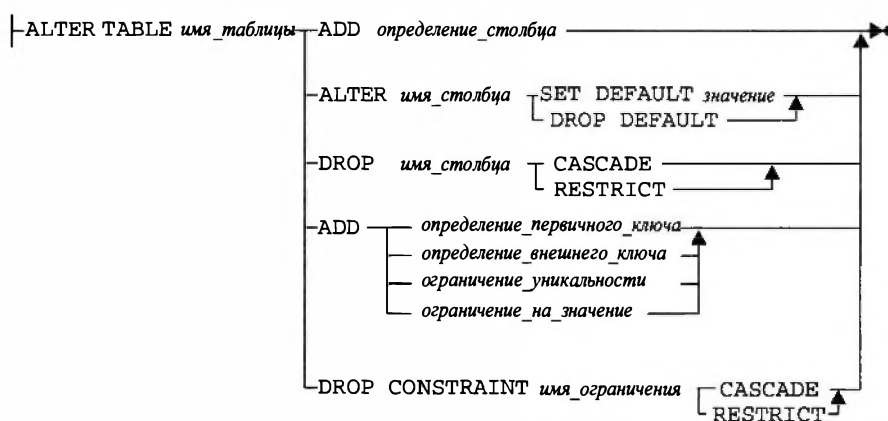 ALTER TABLE имя_таблицы ADD определение_столбца
ALTER имя_столбца SET DEFAULT значение
DROP DEFAULT
DROP имя_столбца CASCADE
RESTRICT
ADD определение_первичного_ключа
определение_внешнего_ключа
ограничение_уникальности
ограничение_на_значение
DROP CONSTRAINT имя_ограничения CASCADE
RESTRICT